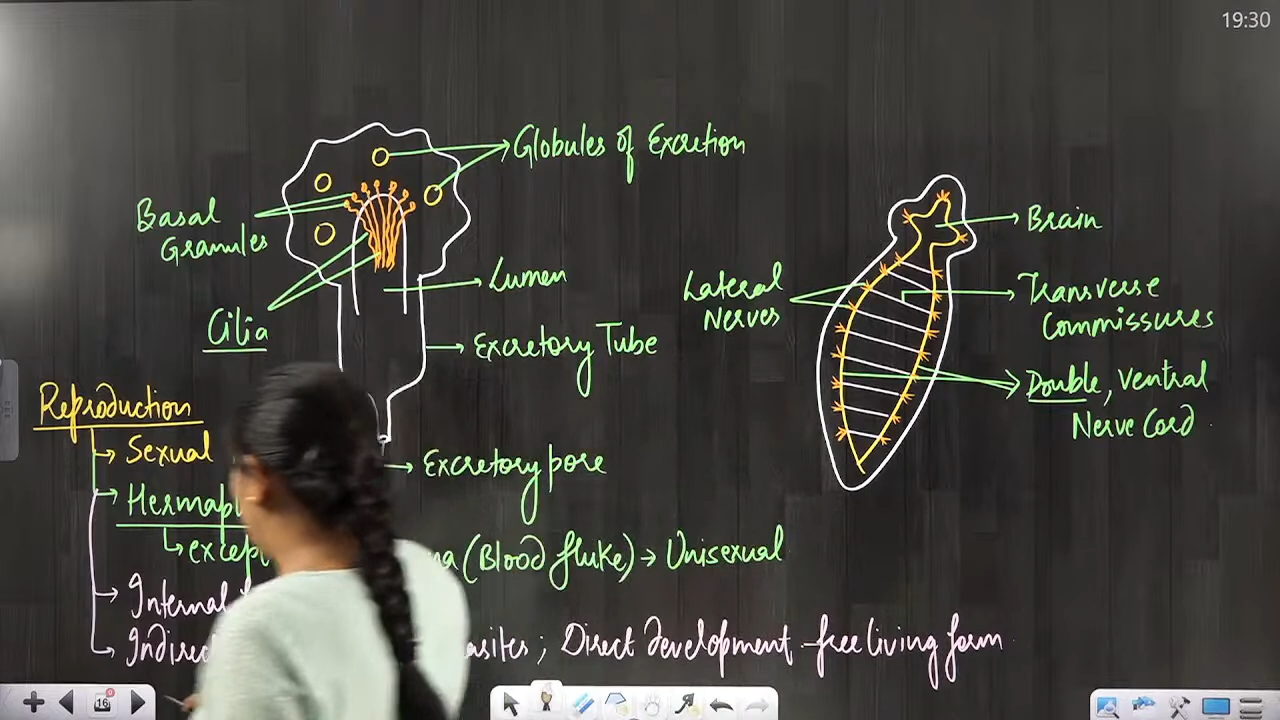 19:30
Globules of Excretion
Basal
Granules
Lumen
Cilia
Excretory Tube
Excretory pore
Brain
Lateral
Nerves
Transverse
Commissures
Double, ventral
Nerve Cord
Reproduction
Sexual
(Blood fluke) → Unisexual
Internal
; Direct development - free living form
16